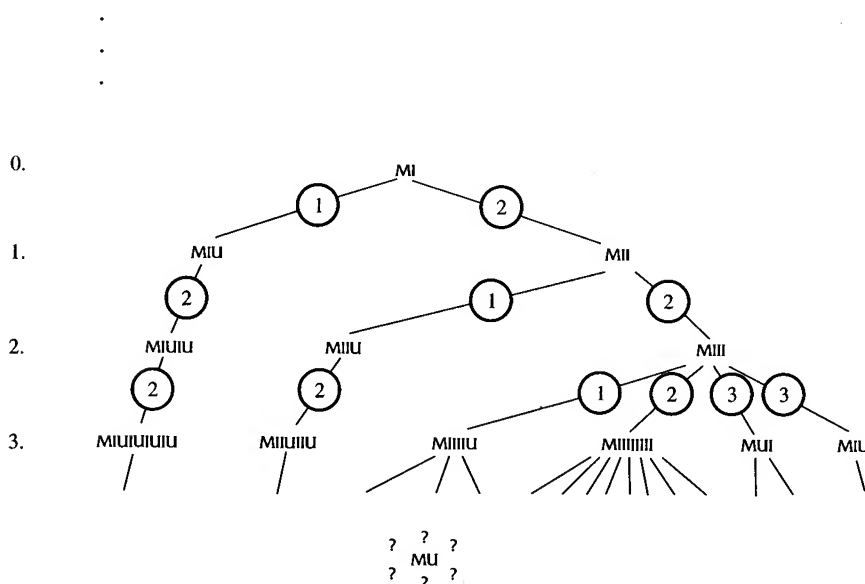 0.
MI
1 2
1.
MIU MII
2 1 2
2.
MIUIU MIIU MIII
2 2 1 2 3 3
3.
MIUIUIUIU MIIUIIU MIIIIU MIIIIIIII MUI MIU
? ? ?
MU
? ? ?